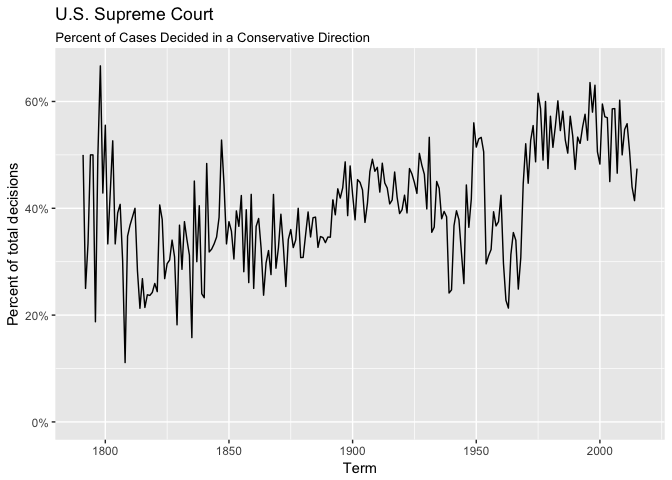 U.S. Supreme Court
Percent of Cases Decided in a Conservative Direction
Percent of total decisions
60%
40%
20%
0%
1800 1850 1900 1950 2000
Term